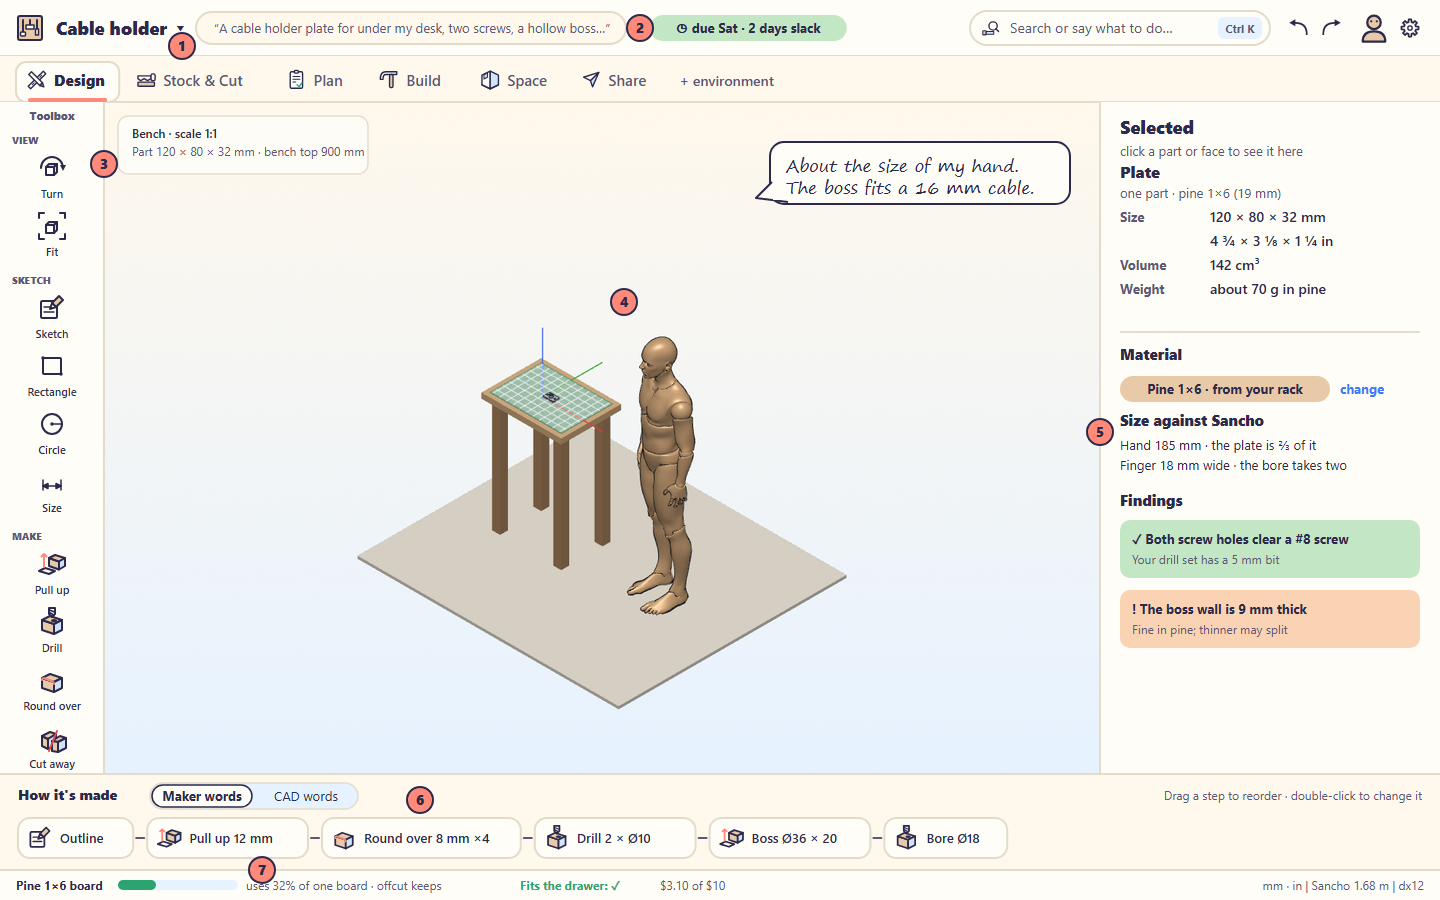 Cable holder
"A cable holder plate for under my desk, two screws, a hollow boss..."
due Sat · 2 days slack
Search or say what to do...
Ctrl K
1
2
Design
Stock & Cut
Plan
Build
Space
Share
+ environment
Toolbox
VIEW
Turn
Fit
SKETCH
Sketch
Rectangle
Circle
Size
MAKE
Pull up
Drill
Round over
Cut away
Bench · scale 1:1
Part 120 × 80 × 32 mm · bench top 900 mm
3
About the size of my hand.
The boss fits a 16 mm cable.
4
Selected
click a part or face to see it here
Plate
one part · pine 1×6 (19 mm)
Size 120 × 80 × 32 mm
4 ¾ × 3 ⅛ × 1 ¼ in
Volume 142 cm³
Weight about 70 g in pine
Material
Pine 1×6 · from your rack
change
5
Size against Sancho
Hand 185 mm · the plate is ⅔ of it
Finger 18 mm wide · the bore takes two
Findings
✓ Both screw holes clear a #8 screw
Your drill set has a 5 mm bit
! The boss wall is 9 mm thick
Fine in pine; thinner may split
How it's made
Maker words
CAD words
6
Drag a step to reorder · double-click to change it
Outline
Pull up 12 mm
Round over 8 mm ×4
Drill 2 × Ø10
Boss Ø36 × 20
Bore Ø18
7
Pine 1×6 board
uses 32% of one board · offcut keeps
Fits the drawer: ✓
$3.10 of $10
mm · in | Sancho 1.68 m | dx12